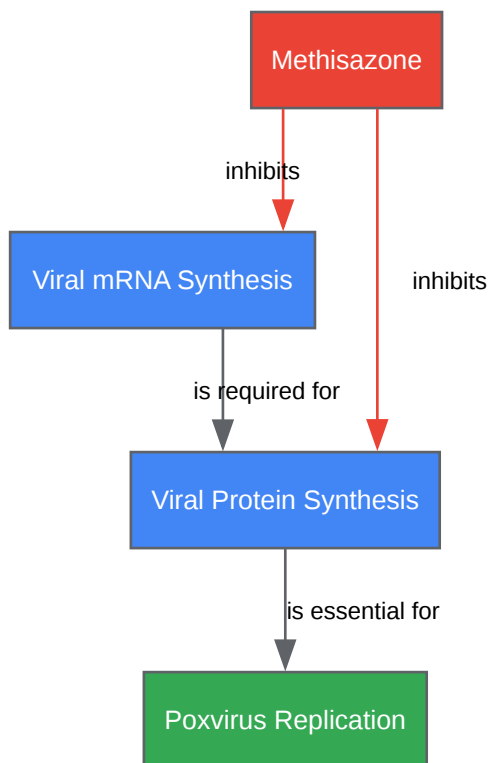 Methisazone
inhibits
Viral mRNA Synthesis
inhibits
is required for
Viral Protein Synthesis
is essential for
Poxvirus Replication